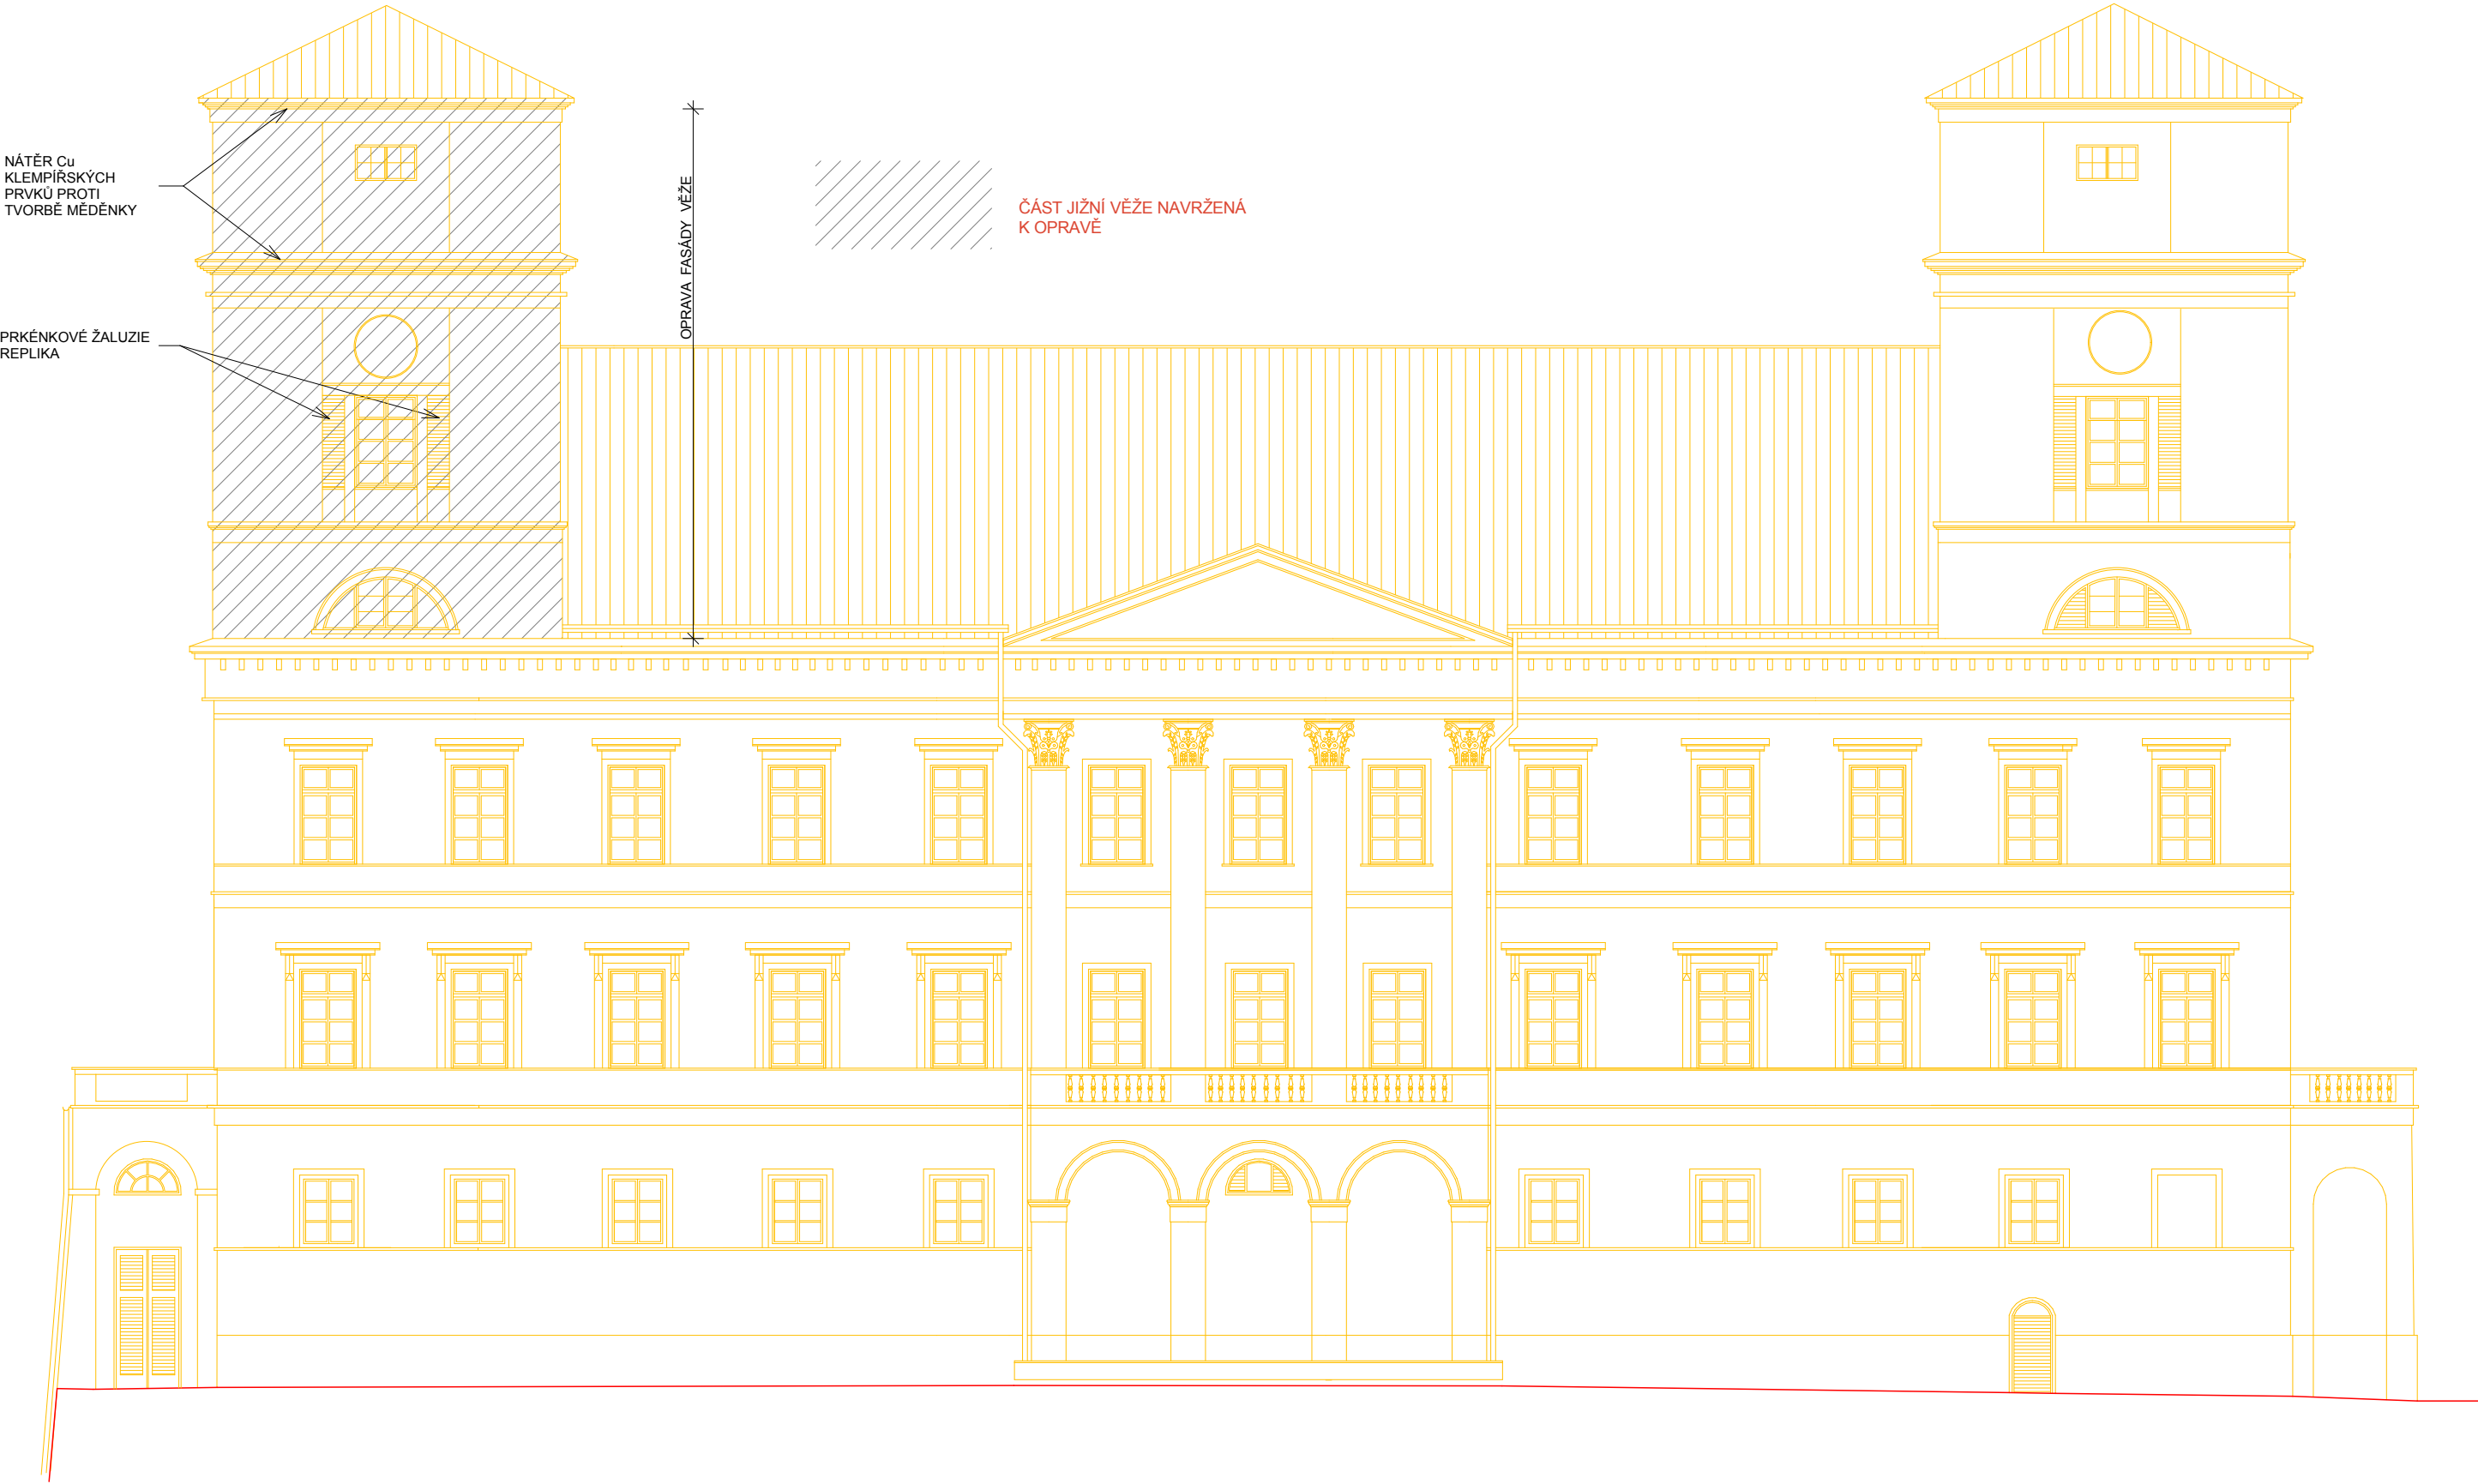 NÁTĚR Cu
KLEMPÍŘSKÝCH
PRVKŮ PROTI
TVORBĚ MĚDĚNKY
PRKÉNKOVÉ ŽALUZIE
REPLIKA
OPRAVA FASÁDY VĚŽE
ČÁST JIŽNÍ VĚŽE NAVRŽENÁ
K OPRAVĚ